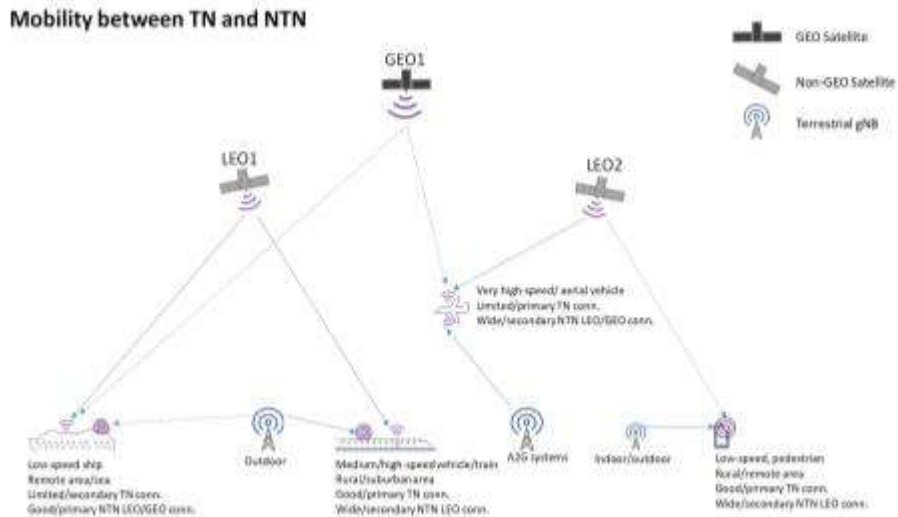 Mobility between TN and NTN
GEO Satellite
Non-GEO Satellite
Terrestrial gNB
GEO1
LEO1
LEO2
Very high-speed/ aerial vehicle
Limited/primary TN conn.
Wide/secondary NTN LEO/GEO conn.
Low-speed ship
Remote area/sea
Limited/secondary TN conn.
Good/primary NTN LEO/GEO conn.
Outdoor
Medium/high-speed vehicle/train
Rural/suburban area
Good/primary TN conn.
Wide/secondary NTN LEO conn.
A2G systems
Indoor/outdoor
Low-speed, pedestrian
Rural/remote area
Good/primary TN conn.
Wide/secondary NTN LEO conn.